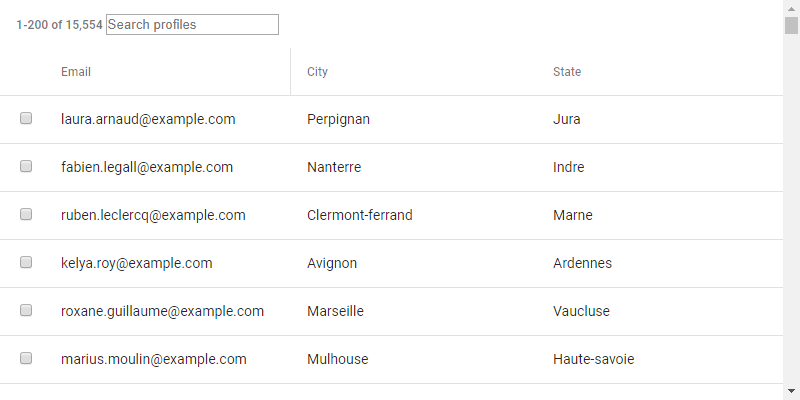 1-200 of 15,554 Search profiles
Email City State
laura.arnaud@example.com Perpignan Jura
fabien.legall@example.com Nanterre Indre
ruben.leclercq@example.com Clermont-ferrand Marne
kelya.roy@example.com Avignon Ardennes
roxane.guillaume@example.com Marseille Vaucluse
marius.moulin@example.com Mulhouse Haute-savoie